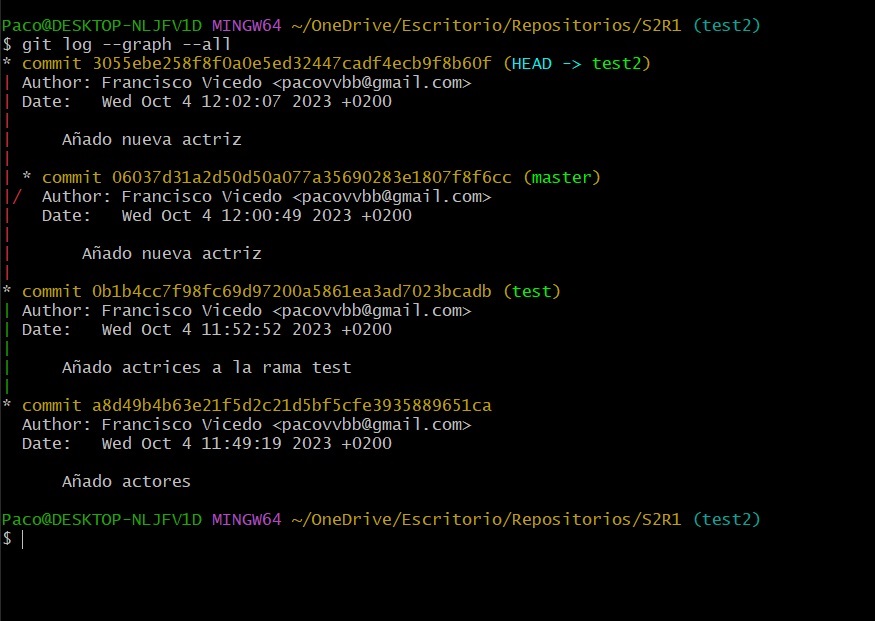 Paco@DESKTOP-NLJFV1D MINGW64 ~/OneDrive/Escritorio/Repositorios/S2R1 (test2)
$ git log --graph --all
* commit 3055ebe258f8f0a0e5ed32447cadf4ecb9f8b60f (HEAD -> test2)
| Author: Francisco Vicedo <pacovvbb@gmail.com>
| Date:   Wed Oct 4 12:02:07 2023 +0200
|
|     Añado nueva actriz
|
| * commit 06037d31a2d50d50a077a35690283e1807f8f6cc (master)
|/  Author: Francisco Vicedo <pacovvbb@gmail.com>
|   Date:   Wed Oct 4 12:00:49 2023 +0200
|
|       Añado nueva actriz
|
* commit 0b1b4cc7f98fc69d97200a5861ea3ad7023bcadb (test)
| Author: Francisco Vicedo <pacovvbb@gmail.com>
| Date:   Wed Oct 4 11:52:52 2023 +0200
|
|     Añado actrices a la rama test
|
* commit a8d49b4b63e21f5d2c21d5bf5cfe3935889651ca
  Author: Francisco Vicedo <pacovvbb@gmail.com>
  Date:   Wed Oct 4 11:49:19 2023 +0200

      Añado actores

Paco@DESKTOP-NLJFV1D MINGW64 ~/OneDrive/Escritorio/Repositorios/S2R1 (test2)
$